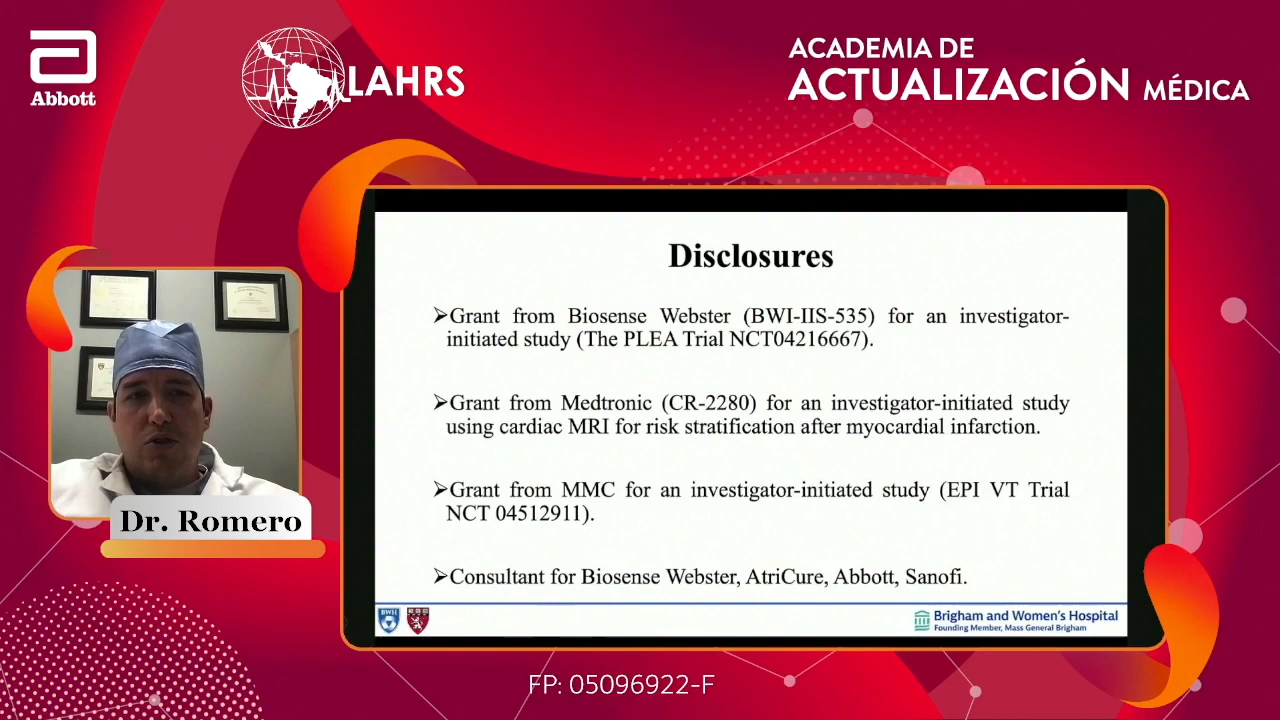 Abbott
LAHRS
ACADEMIA DE
ACTUALIZACIÓN MÉDICA
Disclosures
➢Grant from Biosense Webster (BWI-IIS-535) for an investigator-
initiated study (The PLEA Trial NCT04216667).
➢Grant from Medtronic (CR-2280) for an investigator-initiated study
using cardiac MRI for risk stratification after myocardial infarction.
➢Grant from MMC for an investigator-initiated study (EPI VT Trial
NCT 04512911).
➢Consultant for Biosense Webster, AtriCure, Abbott, Sanofi.
BWH
Brigham and Women's Hospital
Founding Member, Mass General Brigham
Dr. Romero
FP: 05096922-F